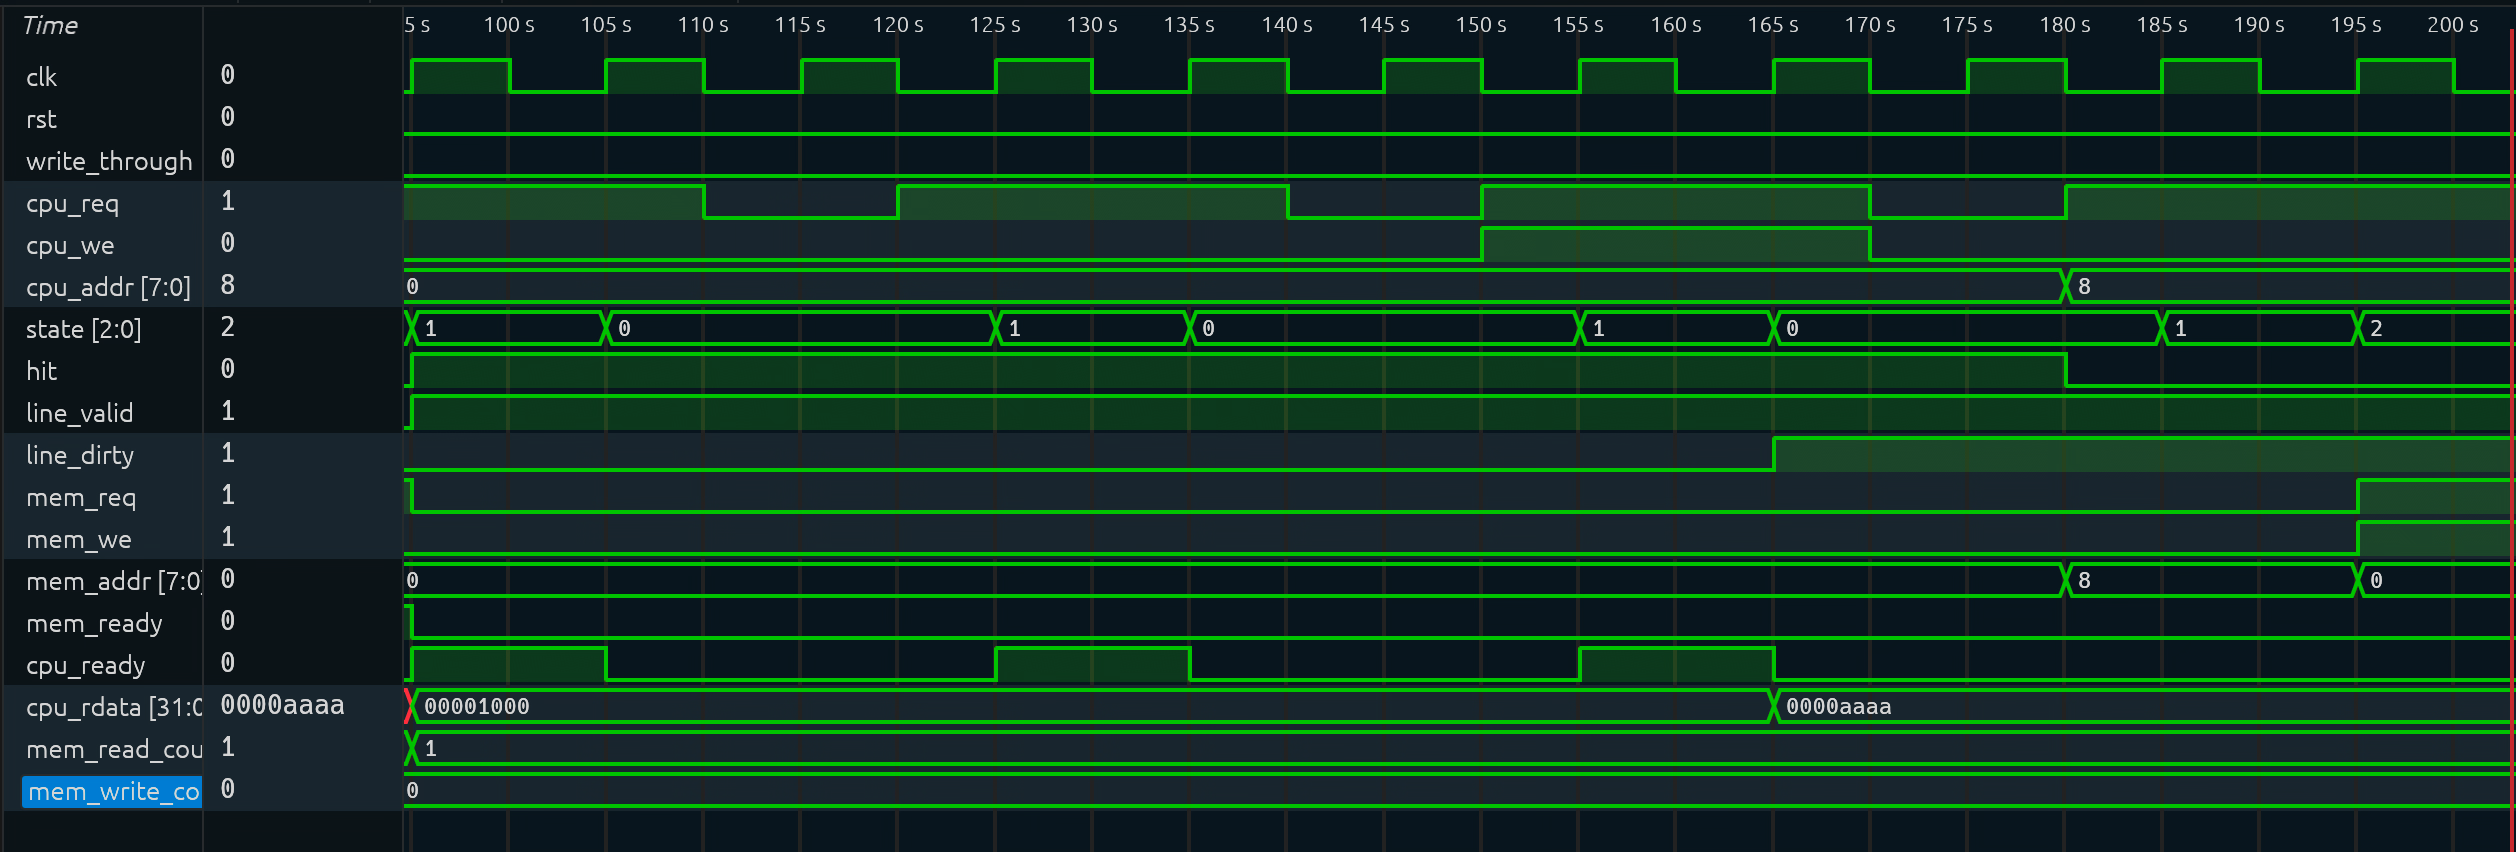 Time 5 s 100 s 105 s 110 s 115 s 120 s 125 s 130 s 135 s 140 s 145 s 150 s 155 s 160 s 165 s 170 s 175 s 180 s 185 s 190 s 195 s 200 s
clk 0
rst 0
write_through 0
cpu_req 1
cpu_we 0
cpu_addr [7:0] 8 0 8
state [2:0] 2 1 0 1 0 1 0 1 2
hit 0
line_valid 1
line_dirty 1
mem_req 1
mem_we 1
mem_addr [7:0] 0 0 8 0
mem_ready 0
cpu_ready 0
cpu_rdata [31:0 0000aaaa 00001000 0000aaaa
mem_read_cou 1 1
mem_write_co 0 0